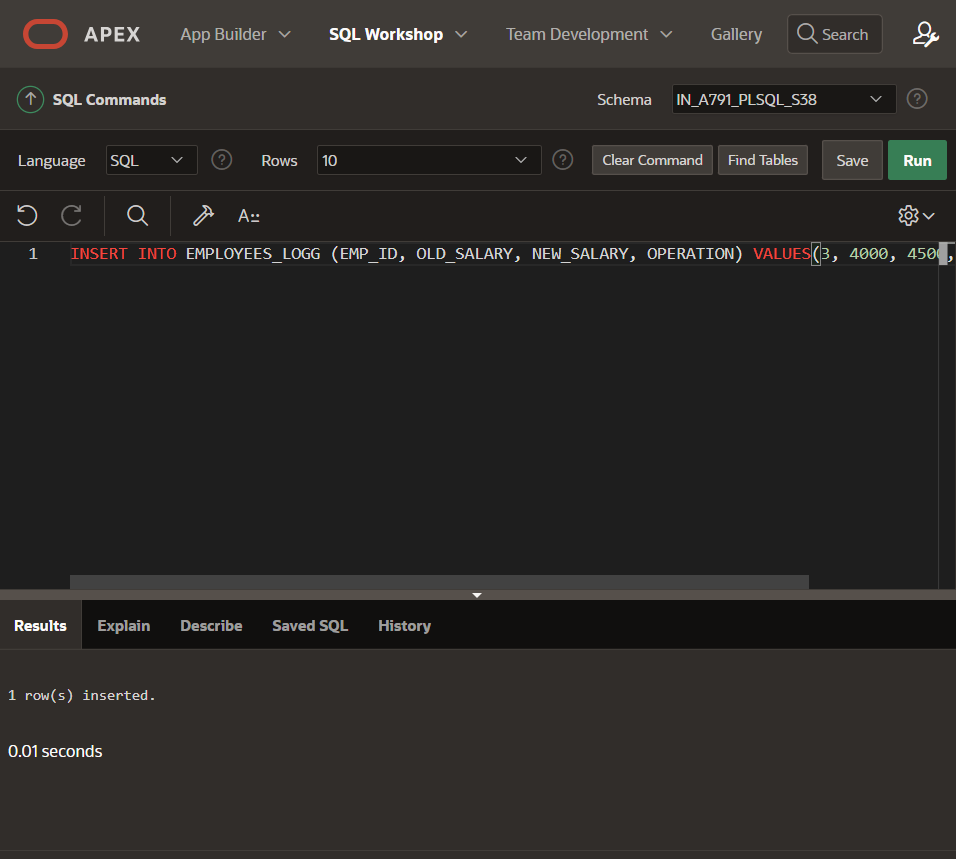 APEX App Builder SQL Workshop Team Development Gallery Search
SQL Commands Schema IN_A791_PLSQL_S38 ?
Language SQL ? Rows 10 ? Clear Command Find Tables Save Run
A::
1 INSERT INTO EMPLOYEES_LOGG (EMP_ID, OLD_SALARY, NEW_SALARY, OPERATION) VALUES(3, 4000, 4500,
Results Explain Describe Saved SQL History
1 row(s) inserted.
0.01 seconds